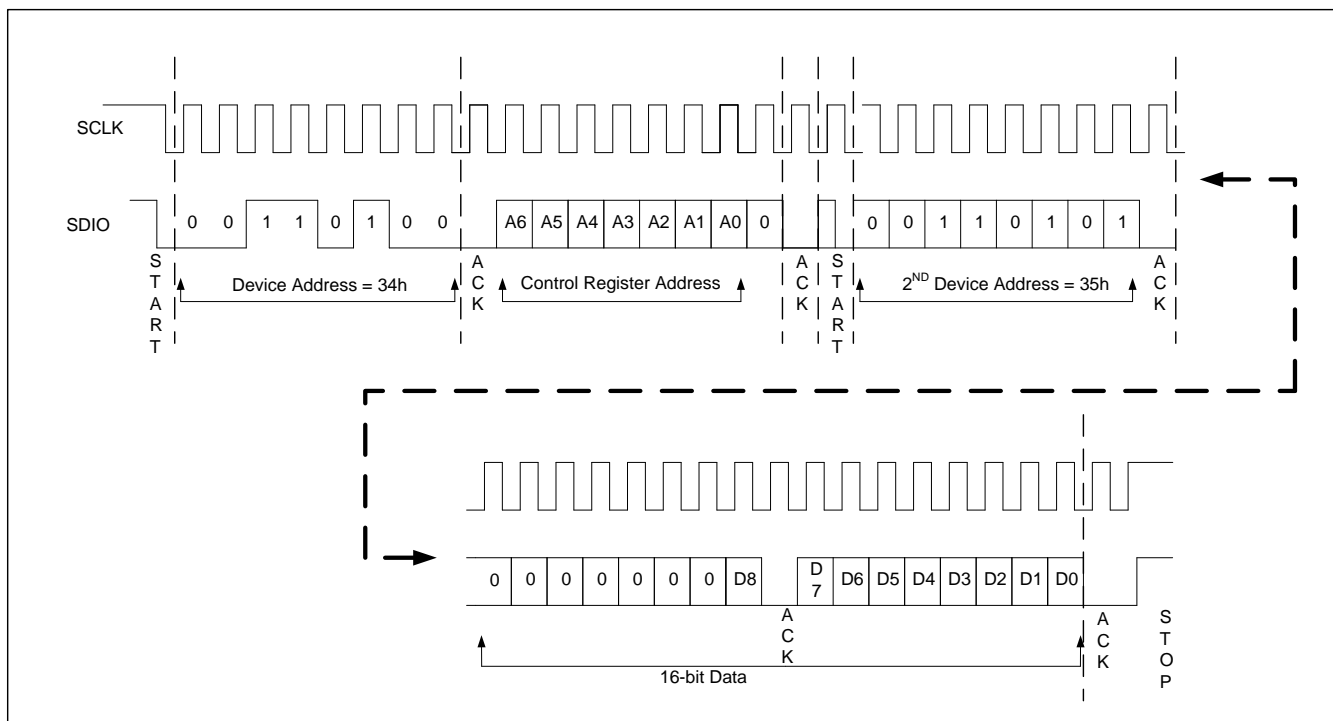 SCLK
SDIO 0 0 1 1 0 1 0 0 A6 A5 A4 A3 A2 A1 A0 0 0 0 1 1 0 1 0 1
START
Device Address = 34h
ACK
Control Register Address
ACK
START
2ND Device Address = 35h
ACK
0 0 0 0 0 0 0 D8 D7 D6 D5 D4 D3 D2 D1 D0
ACK
16-bit Data
ACK
STOP